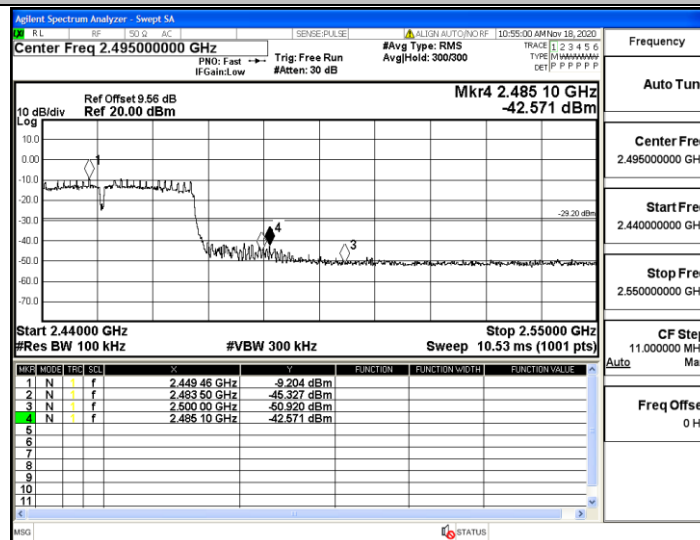 Agilent Spectrum Analyzer - Swept SA
RL RF 50 Ω AC SENSE:PULSE ALIGN AUTO/NO RF 10:55:00 AM Nov 18, 2020
Center Freq 2.495000000 GHz
PNO: Fast
IFGain:Low
Trig: Free Run
#Atten: 30 dB
#Avg Type: RMS
Avg|Hold: 300/300
TRACE 1 2 3 4 5 6
TYPE MWWWWW
DET P P P P P P
Ref Offset 9.56 dB
Ref 20.00 dBm
10 dB/div
Log
Mkr4 2.485 10 GHz
-42.571 dBm
10.0
0.00
-10.0
-20.0
-30.0
-40.0
-50.0
-60.0
-70.0
1
4
3
-29.20 dBm
Start 2.44000 GHz
#Res BW 100 kHz
#VBW 300 kHz
Stop 2.55000 GHz
Sweep 10.53 ms (1001 pts)
MKR MODE TRC SCL X Y FUNCTION FUNCTION WIDTH FUNCTION VALUE
1 N 1 f 2.449 46 GHz -9.204 dBm
2 N 1 f 2.483 50 GHz -45.327 dBm
3 N 1 f 2.500 00 GHz -50.920 dBm
4 N 1 f 2.485 10 GHz -42.571 dBm
5
6
7
8
9
10
11
MSG
STATUS
Frequency
Auto Tun
Center Fre
2.495000000 GH
Start Fre
2.440000000 GH
Stop Fre
2.550000000 GH
CF Step
11.000000 MH
Auto Ma
Freq Offse
0 H